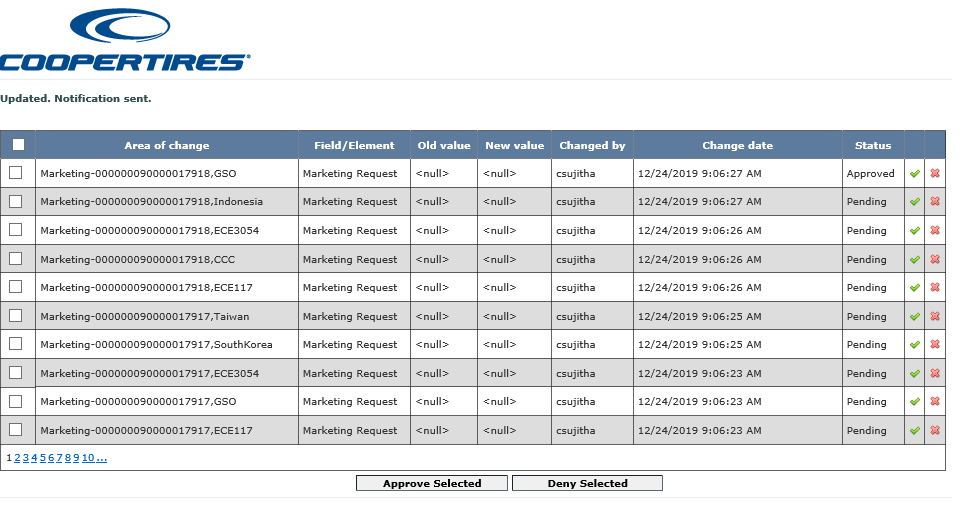 COOPERTIRES®
Updated. Notification sent.
Area of change Field/Element Old value New value Changed by Change date Status
Marketing-000000090000017918,GSO Marketing Request <null> <null> csujitha 12/24/2019 9:06:27 AM Approved
Marketing-000000090000017918,Indonesia Marketing Request <null> <null> csujitha 12/24/2019 9:06:27 AM Pending
Marketing-000000090000017918,ECE3054 Marketing Request <null> <null> csujitha 12/24/2019 9:06:26 AM Pending
Marketing-000000090000017918,CCC Marketing Request <null> <null> csujitha 12/24/2019 9:06:26 AM Pending
Marketing-000000090000017918,ECE117 Marketing Request <null> <null> csujitha 12/24/2019 9:06:26 AM Pending
Marketing-000000090000017917,Taiwan Marketing Request <null> <null> csujitha 12/24/2019 9:06:25 AM Pending
Marketing-000000090000017917,SouthKorea Marketing Request <null> <null> csujitha 12/24/2019 9:06:25 AM Pending
Marketing-000000090000017917,ECE3054 Marketing Request <null> <null> csujitha 12/24/2019 9:06:23 AM Pending
Marketing-000000090000017917,GSO Marketing Request <null> <null> csujitha 12/24/2019 9:06:23 AM Pending
Marketing-000000090000017917,ECE117 Marketing Request <null> <null> csujitha 12/24/2019 9:06:23 AM Pending
1 2 3 4 5 6 7 8 9 10 ...
Approve Selected Deny Selected